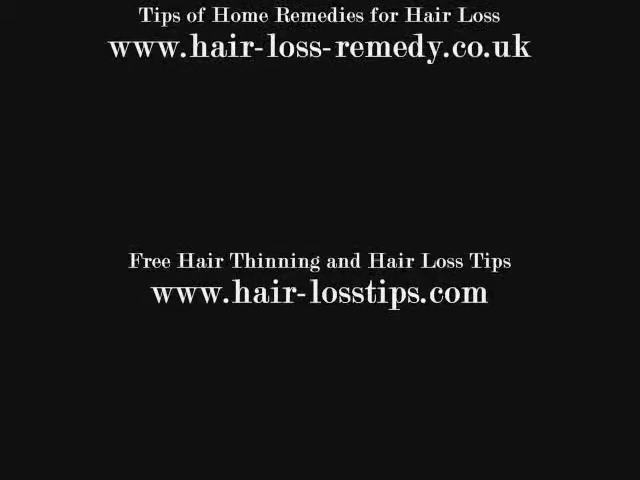 Tips of Home Remedies for Hair Loss
www.hair-loss-remedy.co.uk
Free Hair Thinning and Hair Loss Tips
www.hair-losstips.com